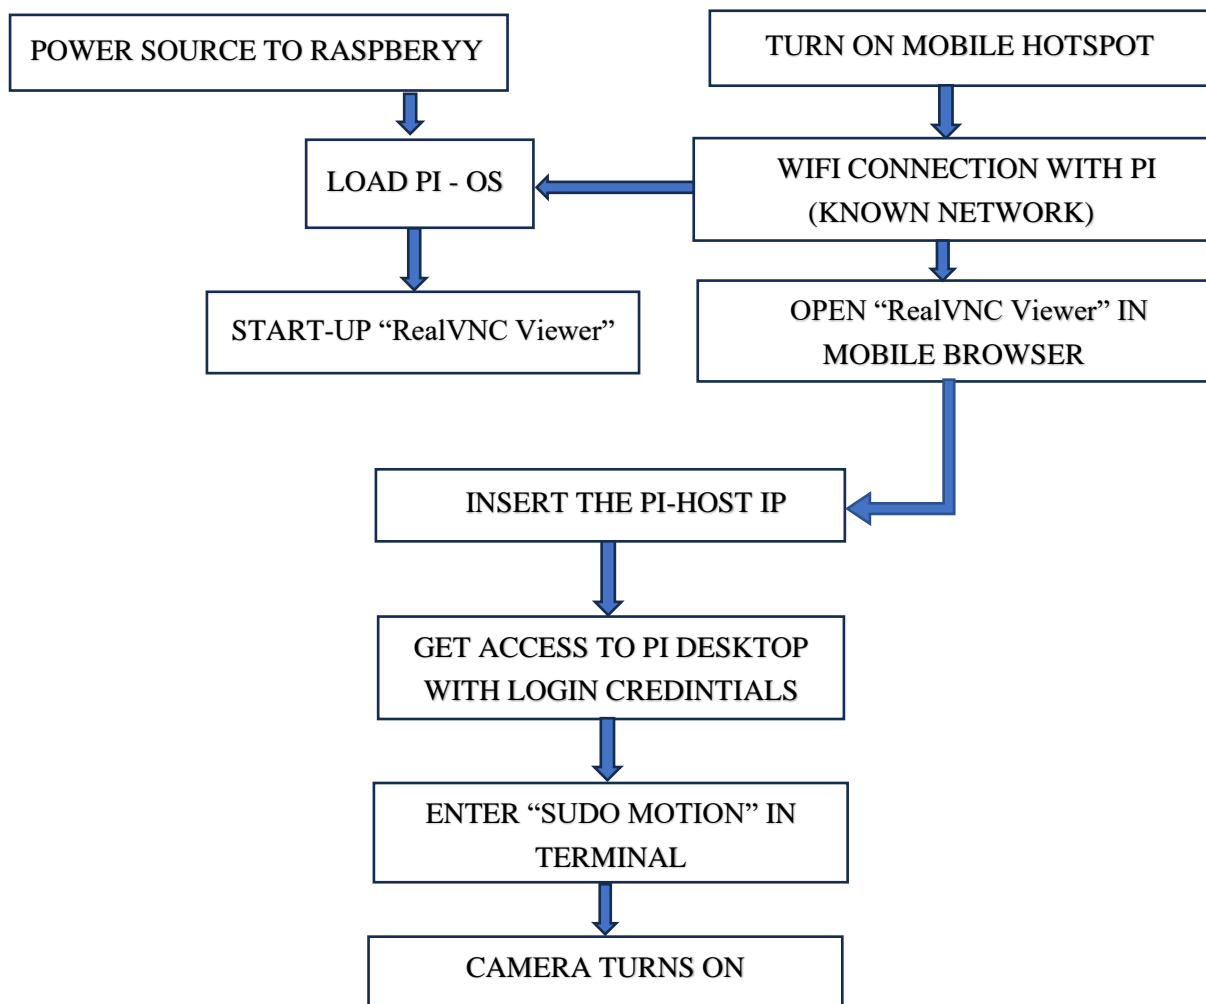 POWER SOURCE TO RASPBERYY
TURN ON MOBILE HOTSPOT
LOAD PI - OS
WIFI CONNECTION WITH PI
(KNOWN NETWORK)
START-UP “RealVNC Viewer”
OPEN “RealVNC Viewer” IN
MOBILE BROWSER
INSERT THE PI-HOST IP
GET ACCESS TO PI DESKTOP
WITH LOGIN CREDINTIALS
ENTER “SUDO MOTION” IN
TERMINAL
CAMERA TURNS ON